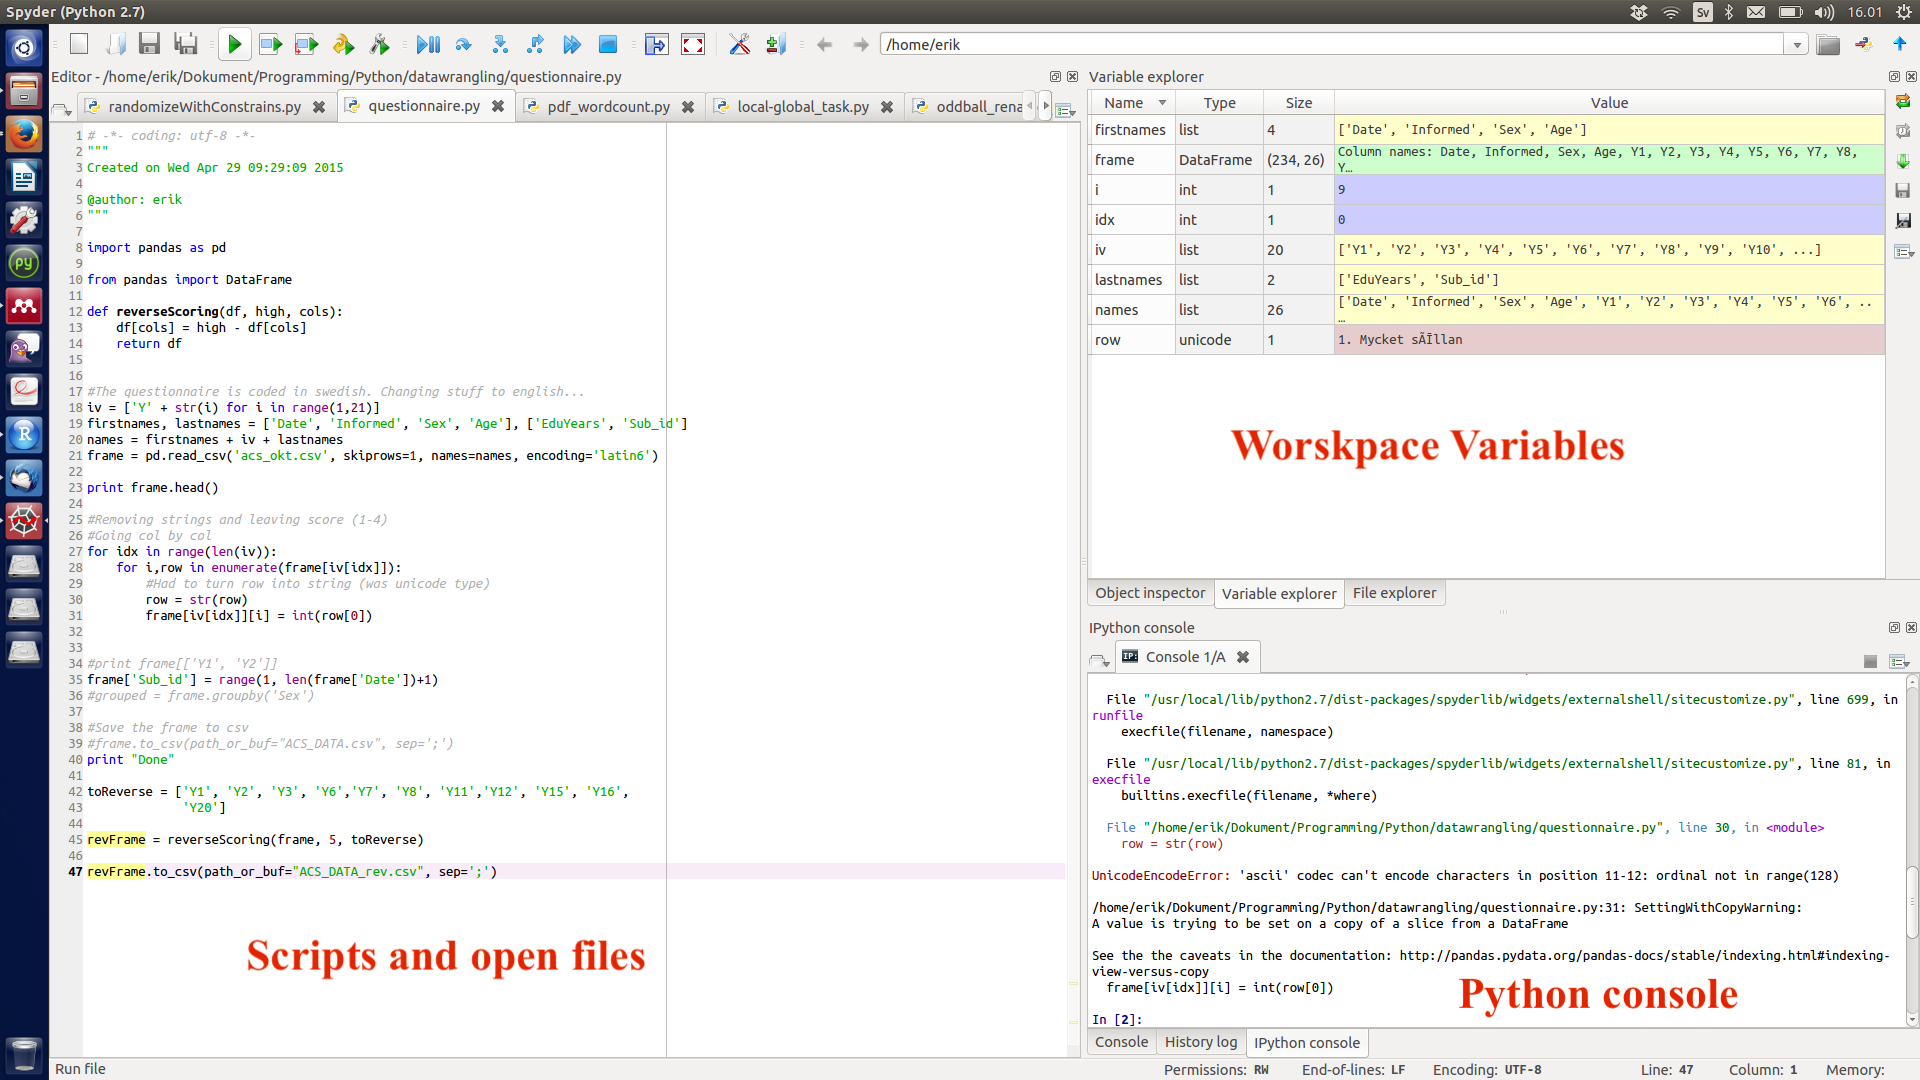 Spyder (Python 2.7)
Sv
16.01
/home/erik
Editor - /home/erik/Dokument/Programming/Python/datawrangling/questionnaire.py
randomizeWithConstrains.py
questionnaire.py
pdf_wordcount.py
local-global_task.py
oddball_rena
1 # -*- coding: utf-8 -*-
2 """
3 Created on Wed Apr 29 09:29:09 2015
4
5 @author: erik
6 """
7
8 import pandas as pd
9
10 from pandas import DataFrame
11
12 def reverseScoring(df, high, cols):
13     df[cols] = high - df[cols]
14     return df
15
16
17 #The questionnaire is coded in swedish. Changing stuff to english...
18 iv = ['Y' + str(i) for i in range(1,21)]
19 firstnames, lastnames = ['Date', 'Informed', 'Sex', 'Age'], ['EduYears', 'Sub_id']
20 names = firstnames + iv + lastnames
21 frame = pd.read_csv('acs_okt.csv', skiprows=1, names=names, encoding='latin6')
22
23 print frame.head()
24
25 #Removing strings and leaving score (1-4)
26 #Going col by col
27 for idx in range(len(iv)):
28     for i,row in enumerate(frame[iv[idx]]):
29         #Had to turn row into string (was unicode type)
30         row = str(row)
31         frame[iv[idx]][i] = int(row[0])
32
33
34 #print frame[['Y1', 'Y2']]
35 frame['Sub_id'] = range(1, len(frame['Date'])+1)
36 #grouped = frame.groupby('Sex')
37
38 #Save the frame to csv
39 #frame.to_csv(path_or_buf="ACS_DATA.csv", sep=';')
40 print "Done"
41
42 toReverse = ['Y1', 'Y2', 'Y3', 'Y6','Y7', 'Y8', 'Y11','Y12', 'Y15', 'Y16',
43              'Y20']
44
45 revFrame = reverseScoring(frame, 5, toReverse)
46
47 revFrame.to_csv(path_or_buf="ACS_DATA_rev.csv", sep=';')
Scripts and open files
Variable explorer
Name Type Size Value
firstnames list 4 ['Date', 'Informed', 'Sex', 'Age']
frame DataFrame (234, 26) Column names: Date, Informed, Sex, Age, Y1, Y2, Y3, Y4, Y5, Y6, Y7, Y8,
Y…
i int 1 9
idx int 1 0
iv list 20 ['Y1', 'Y2', 'Y3', 'Y4', 'Y5', 'Y6', 'Y7', 'Y8', 'Y9', 'Y10', ...]
lastnames list 2 ['EduYears', 'Sub_id']
names list 26 ['Date', 'Informed', 'Sex', 'Age', 'Y1', 'Y2', 'Y3', 'Y4', 'Y5', 'Y6', ..
…
row unicode 1 1. Mycket sÃĪllan
Worskpace Variables
Object inspector
Variable explorer
File explorer
IPython console
IP: Console 1/A
File "/usr/local/lib/python2.7/dist-packages/spyderlib/widgets/externalshell/sitecustomize.py", line 699, in
runfile
execfile(filename, namespace)
File "/usr/local/lib/python2.7/dist-packages/spyderlib/widgets/externalshell/sitecustomize.py", line 81, in
execfile
builtins.execfile(filename, *where)
File "/home/erik/Dokument/Programming/Python/datawrangling/questionnaire.py", line 30, in <module>
row = str(row)
UnicodeEncodeError: 'ascii' codec can't encode characters in position 11-12: ordinal not in range(128)
/home/erik/Dokument/Programming/Python/datawrangling/questionnaire.py:31: SettingWithCopyWarning:
A value is trying to be set on a copy of a slice from a DataFrame
See the the caveats in the documentation: http://pandas.pydata.org/pandas-docs/stable/indexing.html#indexing-
view-versus-copy
frame[iv[idx]][i] = int(row[0])
In [2]:
Python console
Console
History log
IPython console
Run file
Permissions: RW
End-of-lines: LF
Encoding: UTF-8
Line: 47
Column: 1
Memory: